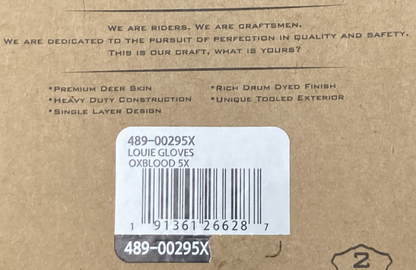 WE ARE RIDERS. WE ARE CRAFTSMEN.
WE ARE DEDICATED TO THE PURSUIT OF PERFECTION IN QUALITY AND SAFETY.
THIS IS OUR CRAFT, WHAT IS YOURS?
*PREMIUM DEER SKIN
*RICH DRUM DYED FINISH
*HEAVY DUTY CONSTRUCTION
*UNIQUE TOOLED EXTERIOR
*SINGLE LAYER DESIGN
489-00295X
LOUIE GLOVES
OXBLOOD 5X
1 91361 26628 7
489-00295X
2